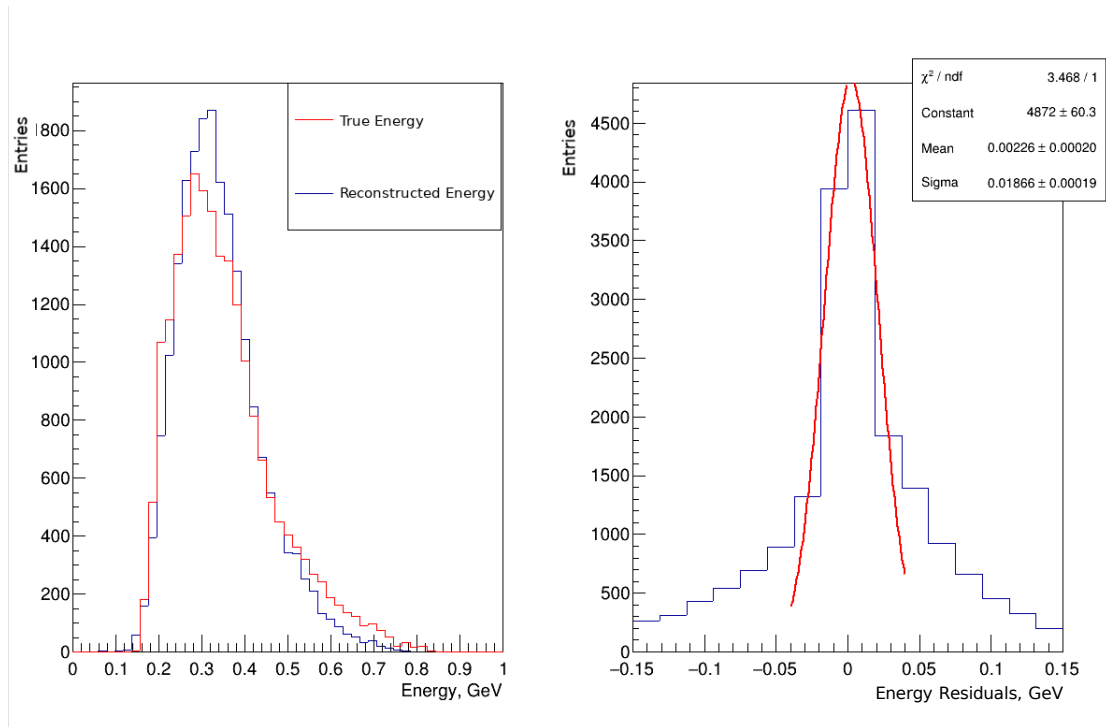 Entries
1800
1600
1400
1200
1000
800
600
400
200
0
0 0.1 0.2 0.3 0.4 0.5 0.6 0.7 0.8 0.9 1
Energy, GeV
True Energy
Reconstructed Energy
Entries
4500
4000
3500
3000
2500
2000
1500
1000
500
0
−0.15 −0.1 −0.05 0 0.05 0.1 0.15
Energy Residuals, GeV
χ² / ndf 3.468 / 1
Constant 4872 ± 60.3
Mean 0.00226 ± 0.00020
Sigma 0.01866 ± 0.00019